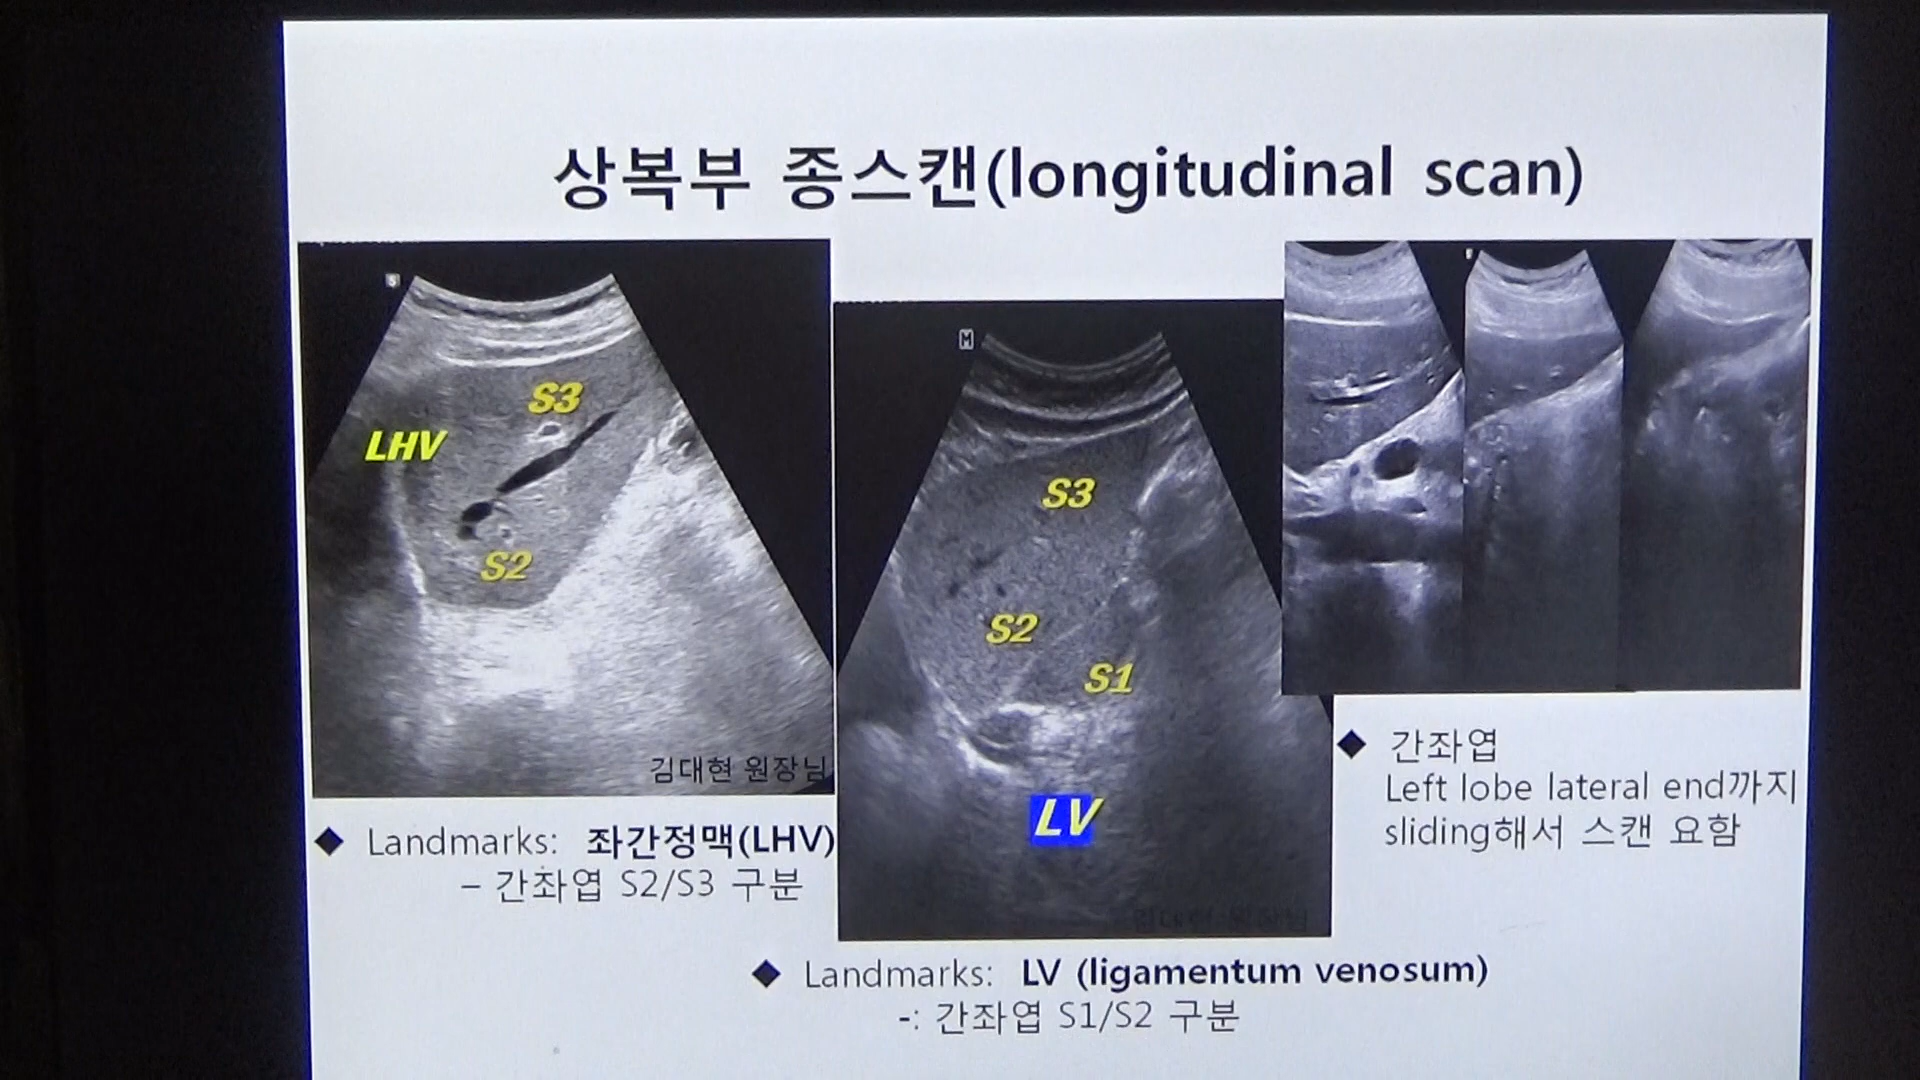 상복부 종스캔(longitudinal scan)
S
S3
LHV
S2
김대현 원장님
◆ Landmarks: 좌간정맥(LHV)
– 간좌엽 S2/S3 구분
M
S3
S2
S1
LV
◆ Landmarks: LV (ligamentum venosum)
-: 간좌엽 S1/S2 구분
◆ 간좌엽
Left lobe lateral end까지
sliding해서 스캔 요함